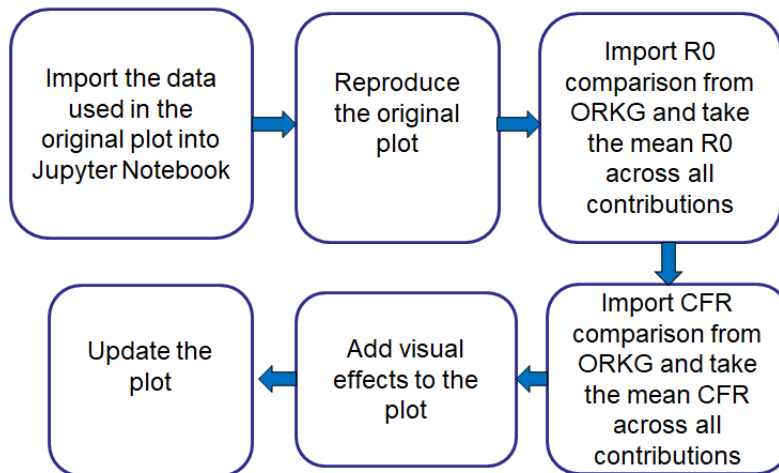 Import the data
used in the
original plot into
Jupyter Notebook
Reproduce
the original
plot
Import R0
comparison from
ORKG and take
the mean R0
across all
contributions
Import CFR
comparison from
ORKG and take
the mean CFR
across all
contributions
Add visual
effects to the
plot
Update the
plot